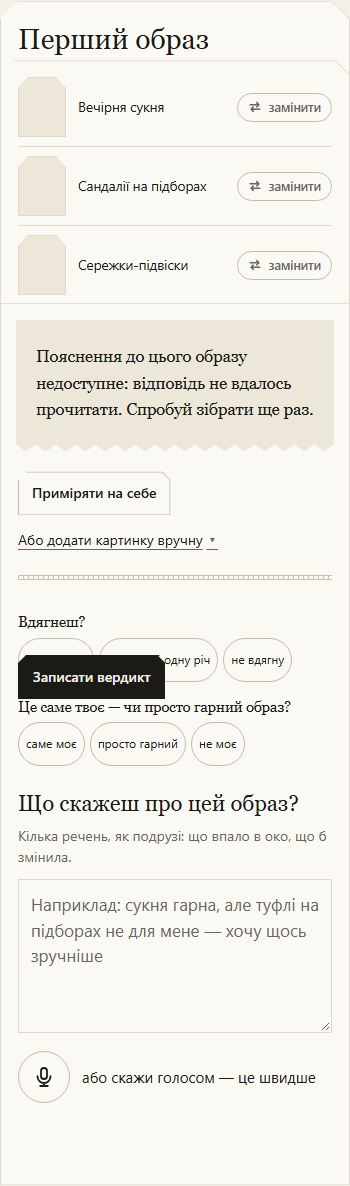 Перший образ
Вечірня сукня
замінити
Сандалії на підборах
замінити
Сережки-підвіски
замінити
Пояснення до цього образу
недоступне: відповідь не вдалось
прочитати. Спробуй зібрати ще раз.
Приміряти на себе
Або додати картинку вручну
Вдягнеш?
одну річ
не вдягну
Записати вердикт
Це саме твоє — чи просто гарний образ?
саме моє
просто гарний
не моє
Що скажеш про цей образ?
Кілька речень, як подрузі: що впало в око, що б
змінила.
Наприклад: сукня гарна, але туфлі на
підборах не для мене — хочу щось
зручніше
або скажи голосом — це швидше